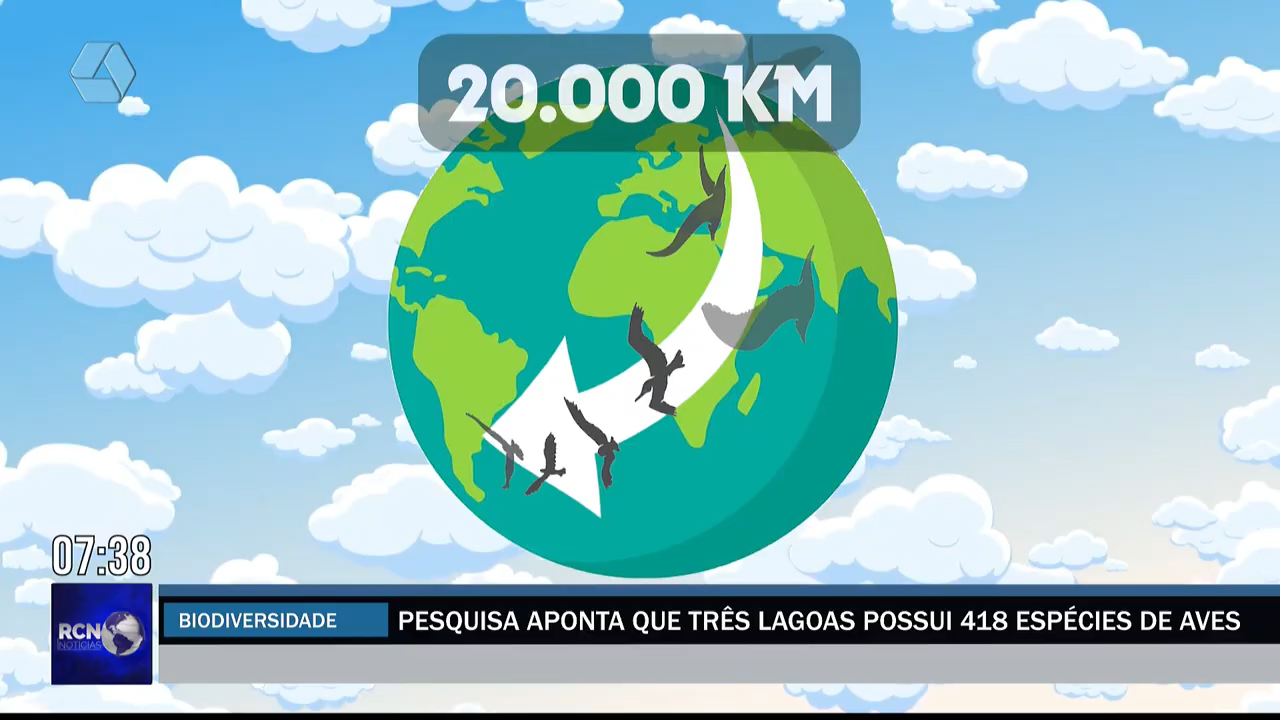 20.000 KM
07:38
RCN
NOTÍCIAS
BIODIVERSIDADE
PESQUISA APONTA QUE TRÊS LAGOAS POSSUI 418 ESPÉCIES DE AVES